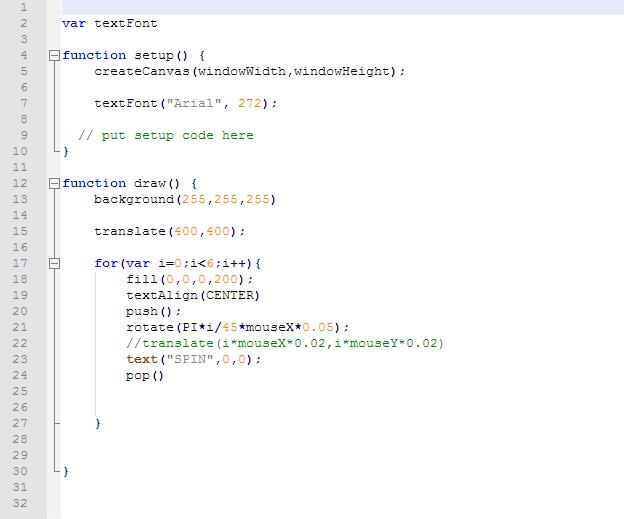 1
2 var textFont
3
4 function setup() {
5 createCanvas(windowWidth,windowHeight);
6
7 textFont("Arial", 272);
8
9 // put setup code here
10 }
11
12 function draw() {
13 background(255,255,255)
14
15 translate(400,400);
16
17 for(var i=0;i<6;i++){
18 fill(0,0,0,200);
19 textAlign(CENTER)
20 push();
21 rotate(PI*i/45*mouseX*0.05);
22 //translate(i*mouseX*0.02,i*mouseY*0.02)
23 text("SPIN",0,0);
24 pop()
25
26
27 }
28
29
30 }
31
32